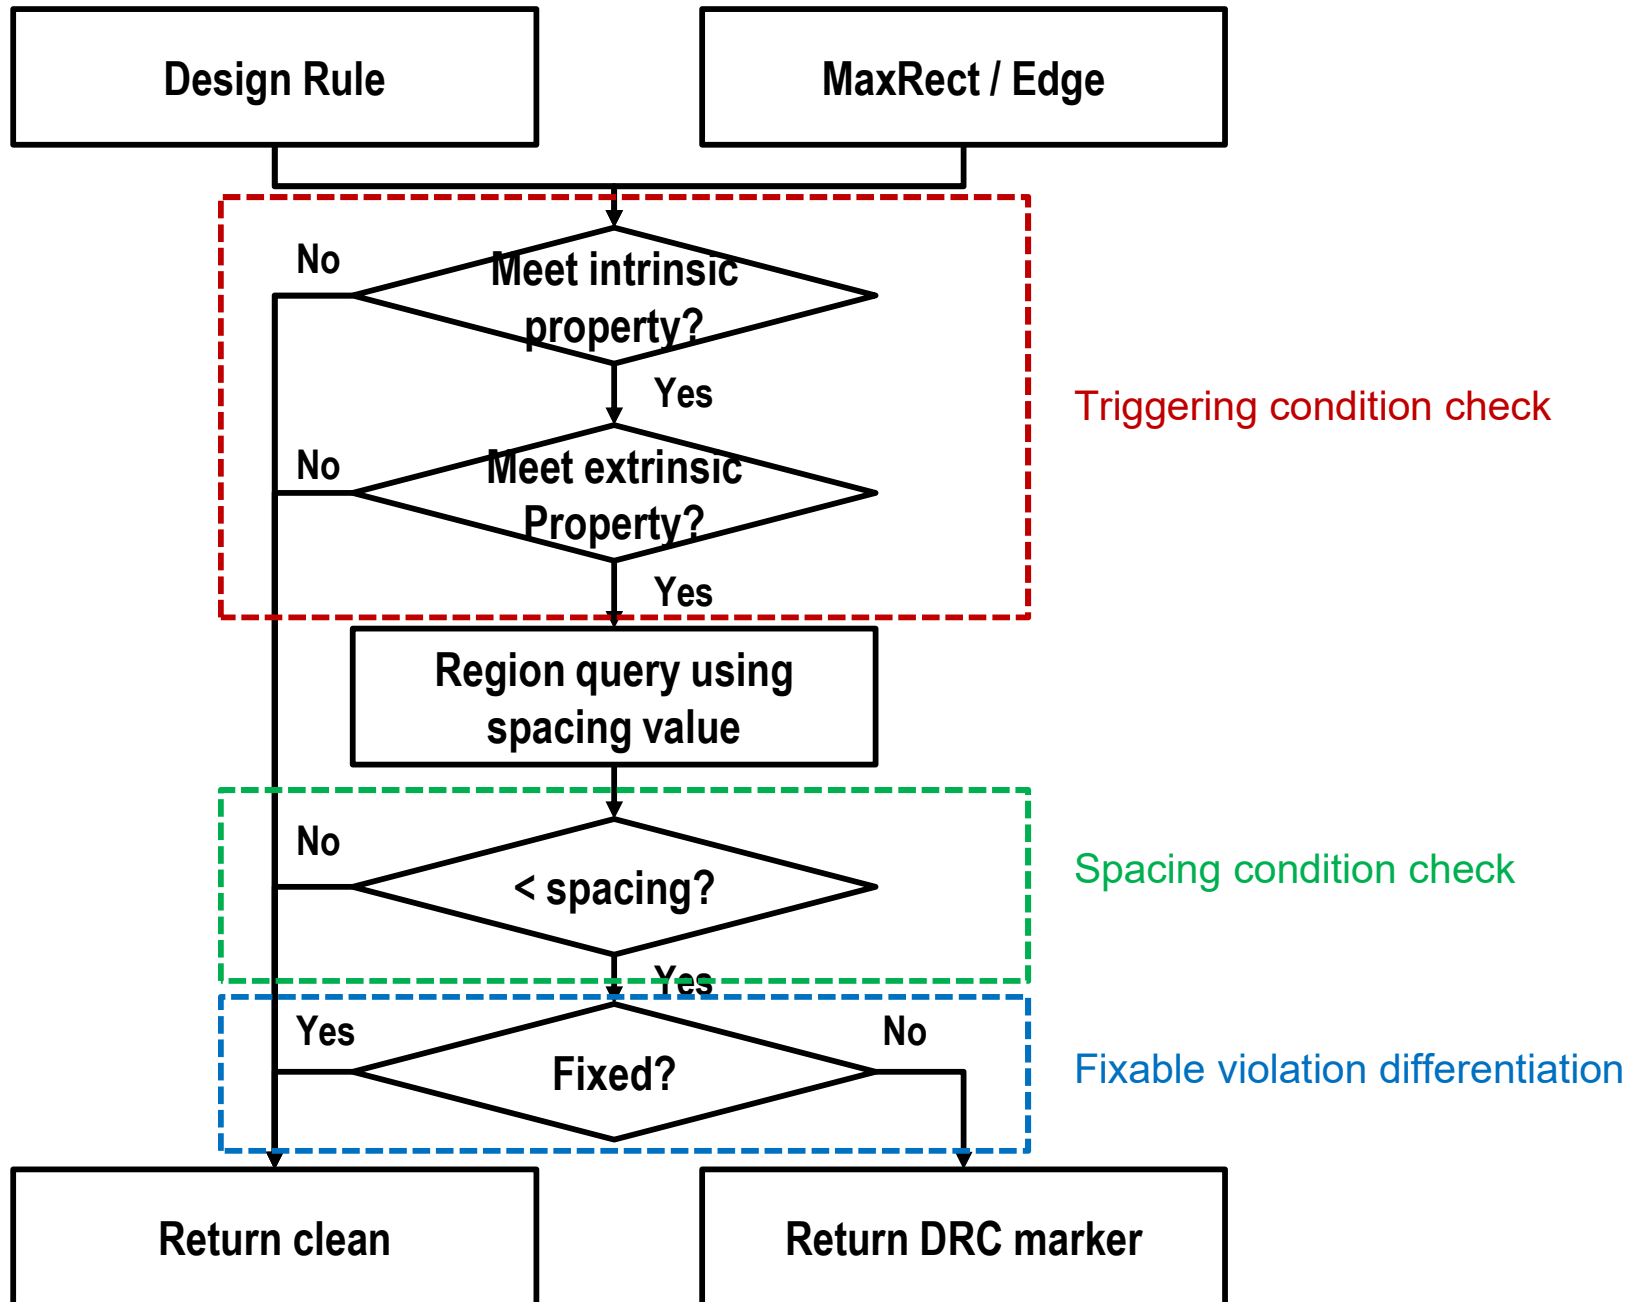 Design Rule
MaxRect / Edge
No
Meet intrinsic
property?
Yes
Triggering condition check
No
Meet extrinsic
Property?
Yes
Region query using
spacing value
No
< spacing?
Spacing condition check
Yes
Yes
No
Fixed?
Fixable violation differentiation
Return clean
Return DRC marker